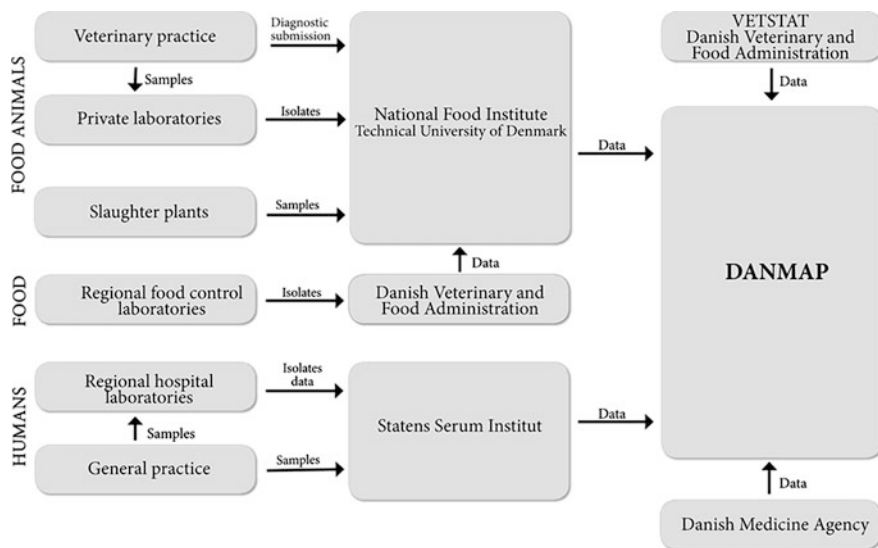 FOOD ANIMALS
Veterinary practice
Diagnostic
submission
Samples
Private laboratories
Isolates
Slaughter plants
Samples
National Food Institute
Technical University of Denmark
Data
VETSTAT
Danish Veterinary and
Food Administration
Data
DANMAP
FOOD
Regional food control
laboratories
Isolates
Data
Danish Veterinary and
Food Administration
HUMANS
Regional hospital
laboratories
Isolates
data
Samples
General practice
Samples
Statens Serum Institut
Data
Data
Danish Medicine Agency